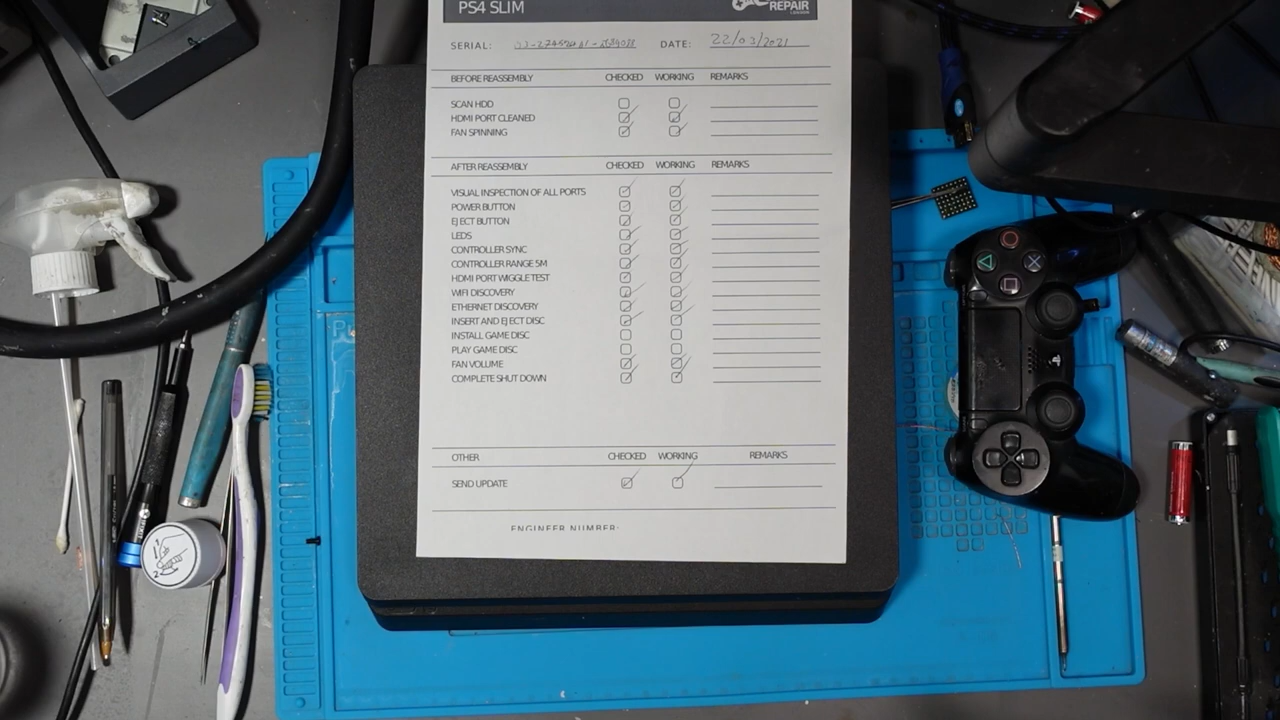 PS4 SLIM
REPAIR
SERIAL: DATE: 22/03/2021
BEFORE REASSEMBLY CHECKED WORKING REMARKS
SCAN HDD
HDMI PORT CLEANED
FAN SPINNING
AFTER REASSEMBLY CHECKED WORKING REMARKS
VISUAL INSPECTION OF ALL PORTS
POWER BUTTON
EJECT BUTTON
LEDS
CONTROLLER SYNC
CONTROLLER RANGE 5M
HDMI PORT WIGGLE TEST
WIFI DISCOVERY
ETHERNET DISCOVERY
INSERT AND EJECT DISC
INSTALL GAME DISC
PLAY GAME DISC
FAN VOLUME
COMPLETE SHUT DOWN
OTHER CHECKED WORKING REMARKS
SEND UPDATE
ENGINEER NUMBER: